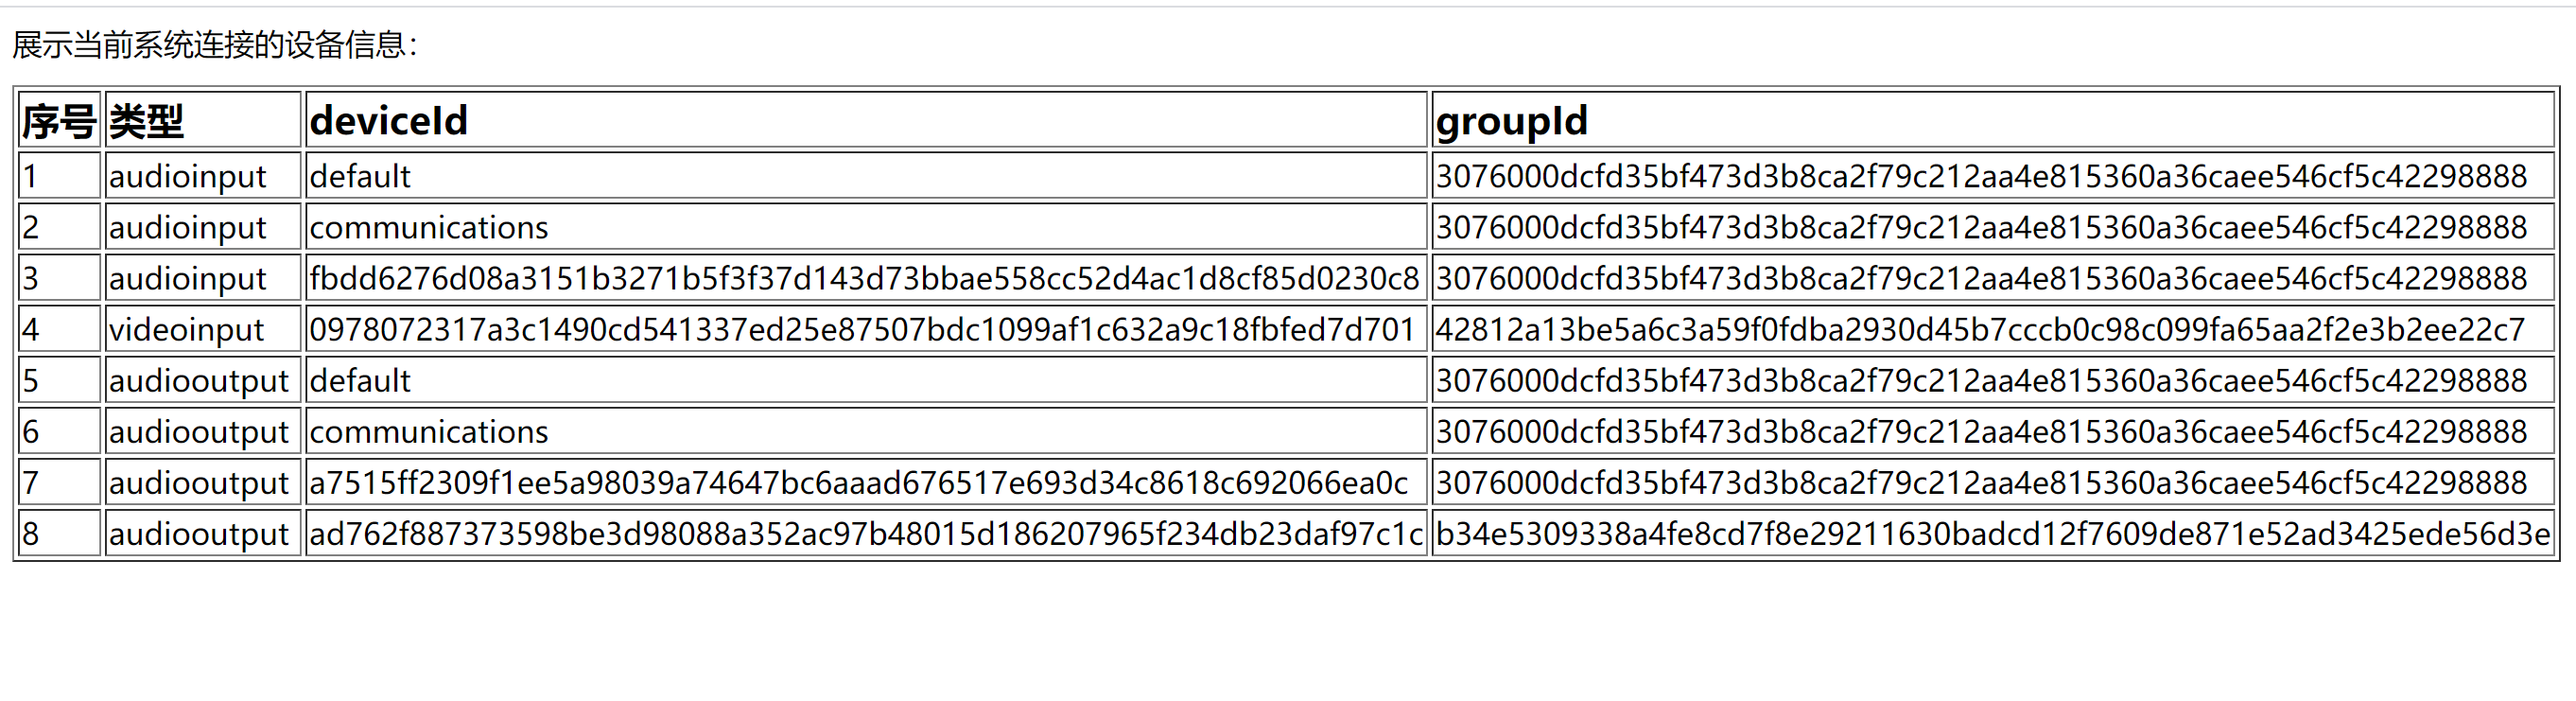 展示当前系统连接的设备信息：
序号 类型 deviceId groupId
1 audioinput default 3076000dcfd35bf473d3b8ca2f79c212aa4e815360a36caee546cf5c42298888
2 audioinput communications 3076000dcfd35bf473d3b8ca2f79c212aa4e815360a36caee546cf5c42298888
3 audioinput fbdd6276d08a3151b3271b5f3f37d143d73bbae558cc52d4ac1d8cf85d0230c8 3076000dcfd35bf473d3b8ca2f79c212aa4e815360a36caee546cf5c42298888
4 videoinput 0978072317a3c1490cd541337ed25e87507bdc1099af1c632a9c18fbfed7d701 42812a13be5a6c3a59f0fdba2930d45b7cccb0c98c099fa65aa2f2e3b2ee22c7
5 audiooutput default 3076000dcfd35bf473d3b8ca2f79c212aa4e815360a36caee546cf5c42298888
6 audiooutput communications 3076000dcfd35bf473d3b8ca2f79c212aa4e815360a36caee546cf5c42298888
7 audiooutput a7515ff2309f1ee5a98039a74647bc6aaad676517e693d34c8618c692066ea0c 3076000dcfd35bf473d3b8ca2f79c212aa4e815360a36caee546cf5c42298888
8 audiooutput ad762f887373598be3d98088a352ac97b48015d186207965f234db23daf97c1c b34e5309338a4fe8cd7f8e29211630badcd12f7609de871e52ad3425ede56d3e